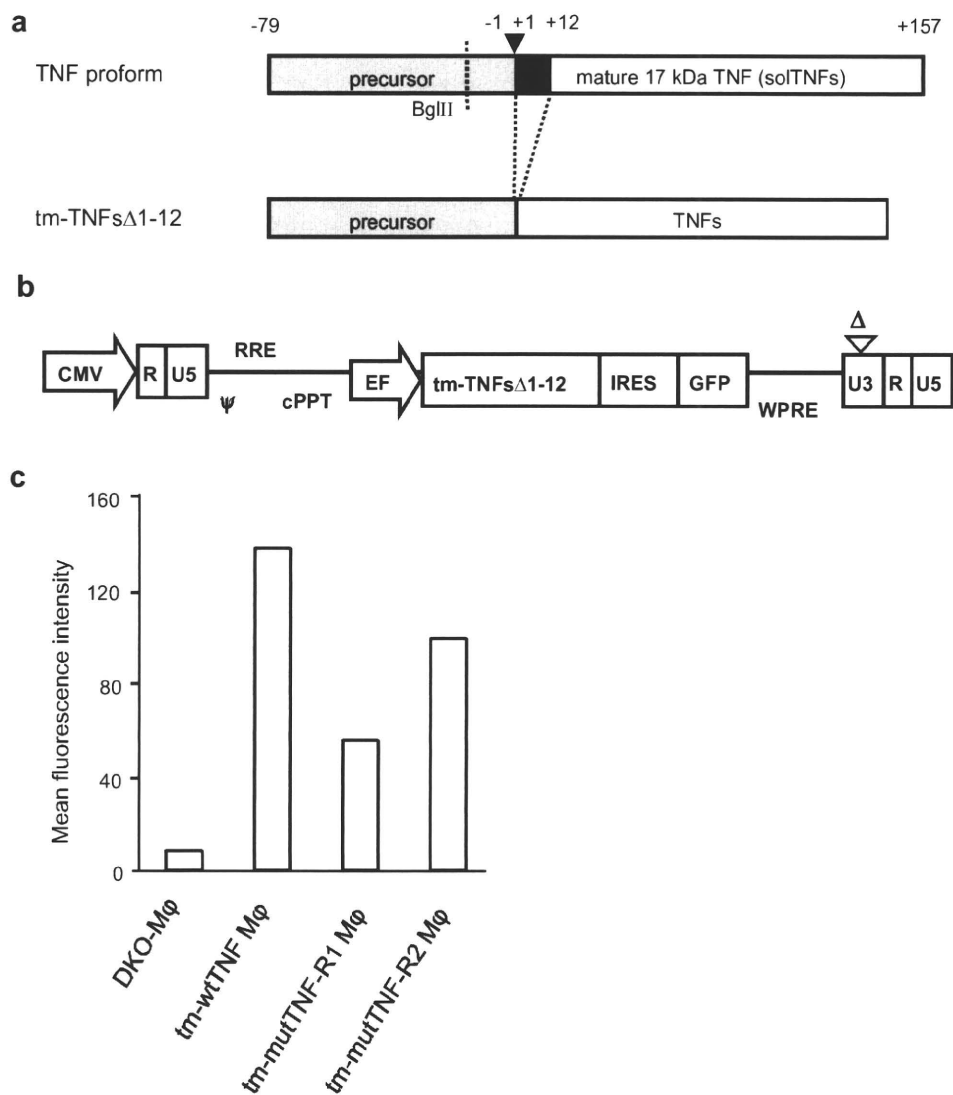 a
-79 -1 +1 +12 +157
TNF proform
precursor
mature 17 kDa TNF (solTNFs)
BglII
tm-TNFsΔ1-12
precursor
TNFs
b
CMV R U5 RRE ψ cPPT EF tm-TNFsΔ1-12 IRES GFP WPRE Δ U3 R U5
c
Mean fluorescence intensity
160
120
80
40
0
DKO-Mφ
tm-wtTNF Mφ
tm-mutTNF-R1 Mφ
tm-mutTNF-R2 Mφ